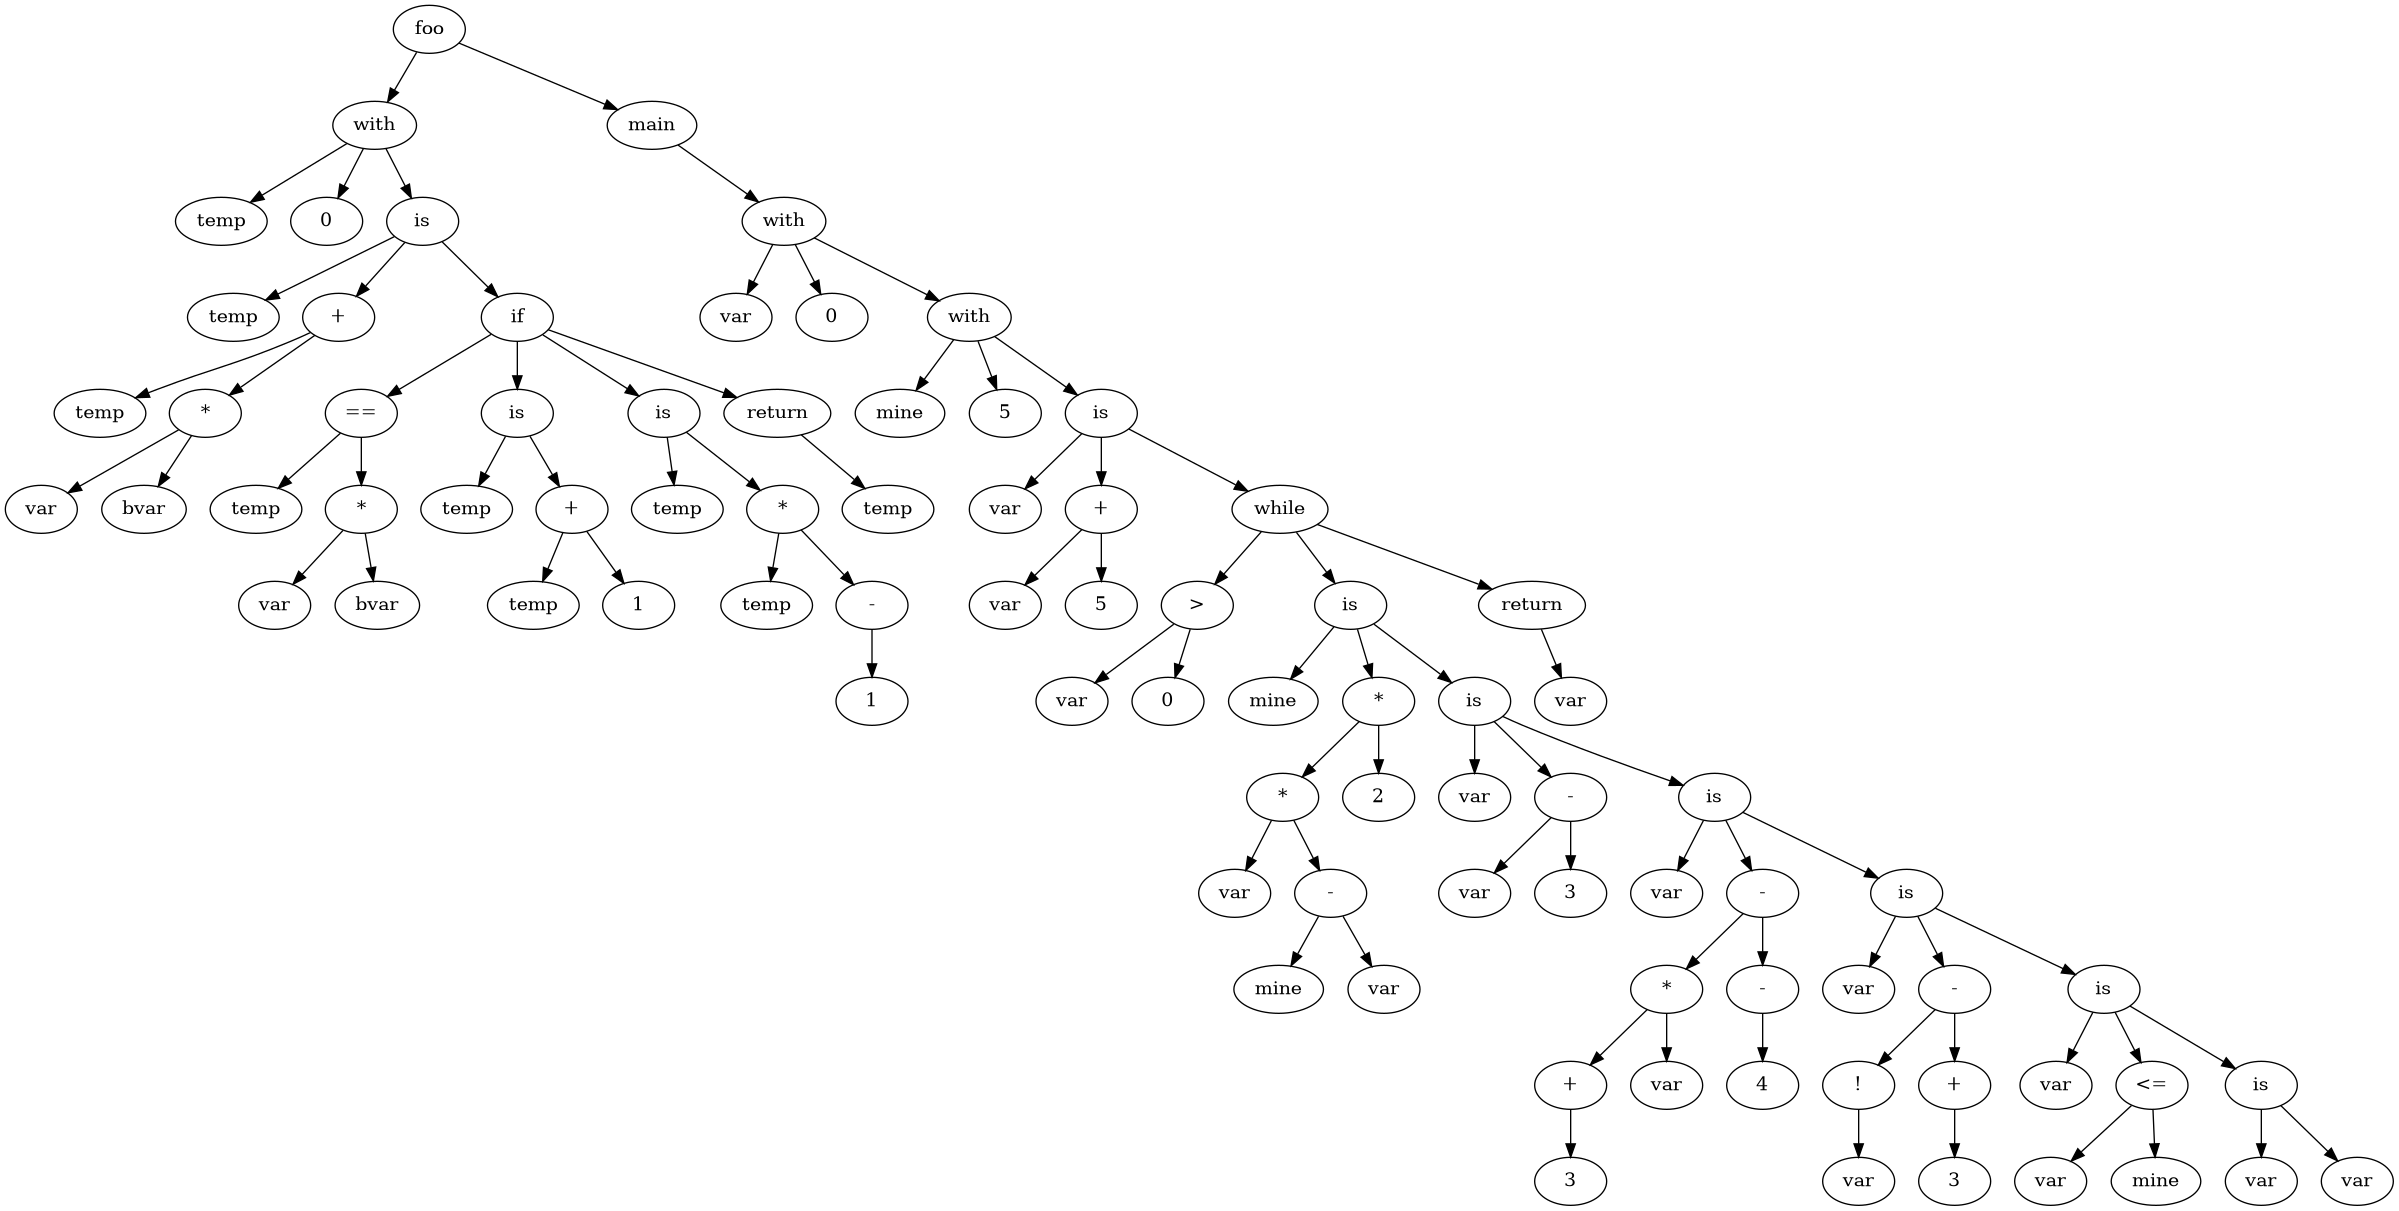 foo
with main
temp 0 is with
temp + if var 0 with
temp * == is is return mine 5 is
var bvar temp * temp + temp * temp var + while
var bvar temp 1 temp - var 5 > is return
1 var 0 mine * is var
* 2 var - is
var - var 3 var - is
mine var * - var - is
+ var 4 ! + var <= is
3 var 3 var mine var var